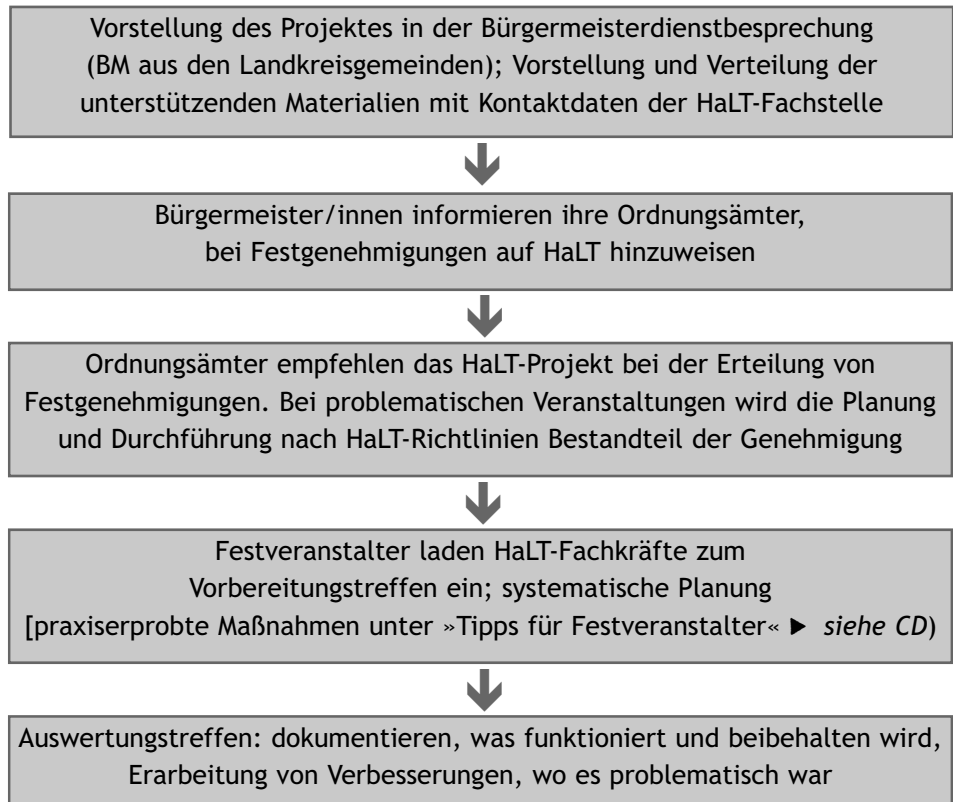 Vorstellung des Projektes in der Bürgermeisterdienstbesprechung
(BM aus den Landkreisgemeinden); Vorstellung und Verteilung der
unterstützenden Materialien mit Kontaktdaten der HaLT-Fachstelle
Bürgermeister/innen informieren ihre Ordnungsämter,
bei Festgenehmigungen auf HaLT hinzuweisen
Ordnungsämter empfehlen das HaLT-Projekt bei der Erteilung von
Festgenehmigungen. Bei problematischen Veranstaltungen wird die Planung
und Durchführung nach HaLT-Richtlinien Bestandteil der Genehmigung
Festveranstalter laden HaLT-Fachkräfte zum
Vorbereitungstreffen ein; systematische Planung
[praxiserprobte Maßnahmen unter »Tipps für Festveranstalter« ► siehe CD)
Auswertungstreffen: dokumentieren, was funktioniert und beibehalten wird,
Erarbeitung von Verbesserungen, wo es problematisch war